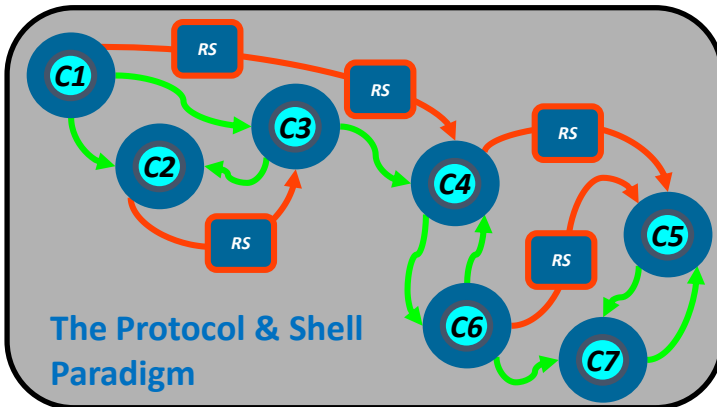 C1
RS
RS
C3
C2
C4
RS
RS
C5
RS
C6
C7
The Protocol & Shell
Paradigm